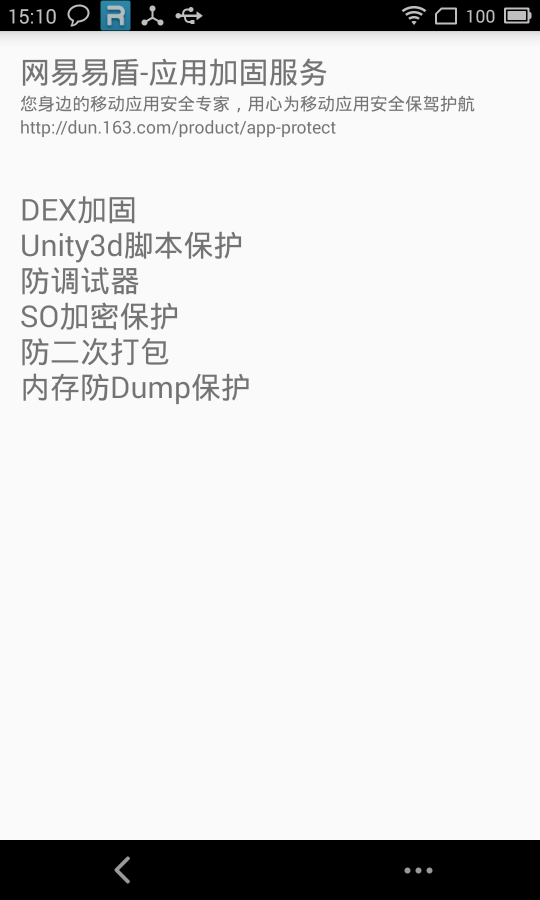 15:10
100
网易易盾-应用加固服务
您身边的移动应用安全专家，用心为移动应用安全保驾护航
http://dun.163.com/product/app-protect
DEX加固
Unity3d脚本保护
防调试器
SO加密保护
防二次打包
内存防Dump保护